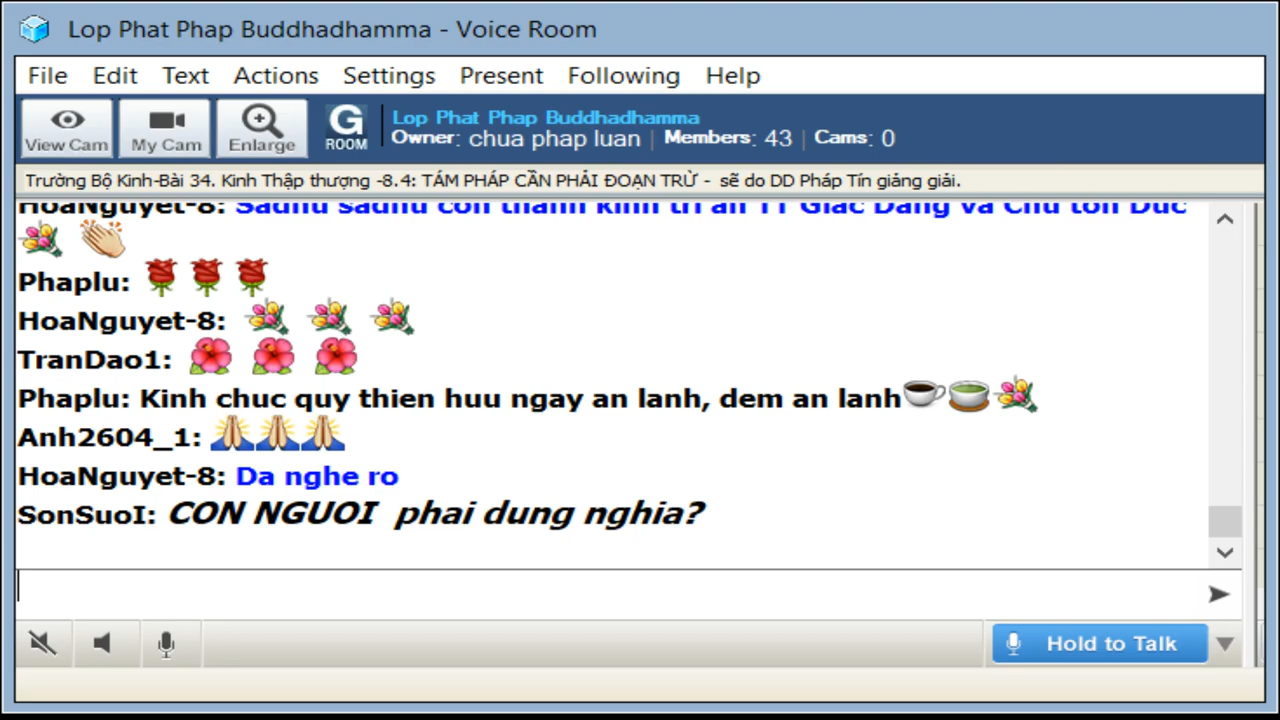 Lop Phat Phap Buddhadhamma - Voice Room
File Edit Text Actions Settings Present Following Help
View Cam My Cam Enlarge G ROOM
Lop Phat Phap Buddhadhamma
Owner: chua phap luan | Members: 43 | Cams: 0
Trường Bộ Kinh-Bài 34. Kinh Thập thượng -8.4: TÁM PHÁP CẦN PHẢI ĐOẠN TRỪ - sẽ do DD Pháp Tín giảng giải.
HoaNguyet-8: Sadhu sadhu con thanh kinh tri an TT Giac Dang va Chu ton Duc
Phaplu:
HoaNguyet-8:
TranDao1:
Phaplu: Kinh chuc quy thien huu ngay an lanh, dem an lanh
Anh2604_1:
HoaNguyet-8: Da nghe ro
SonSuoI: CON NGUOI phai dung nghia?
Hold to Talk